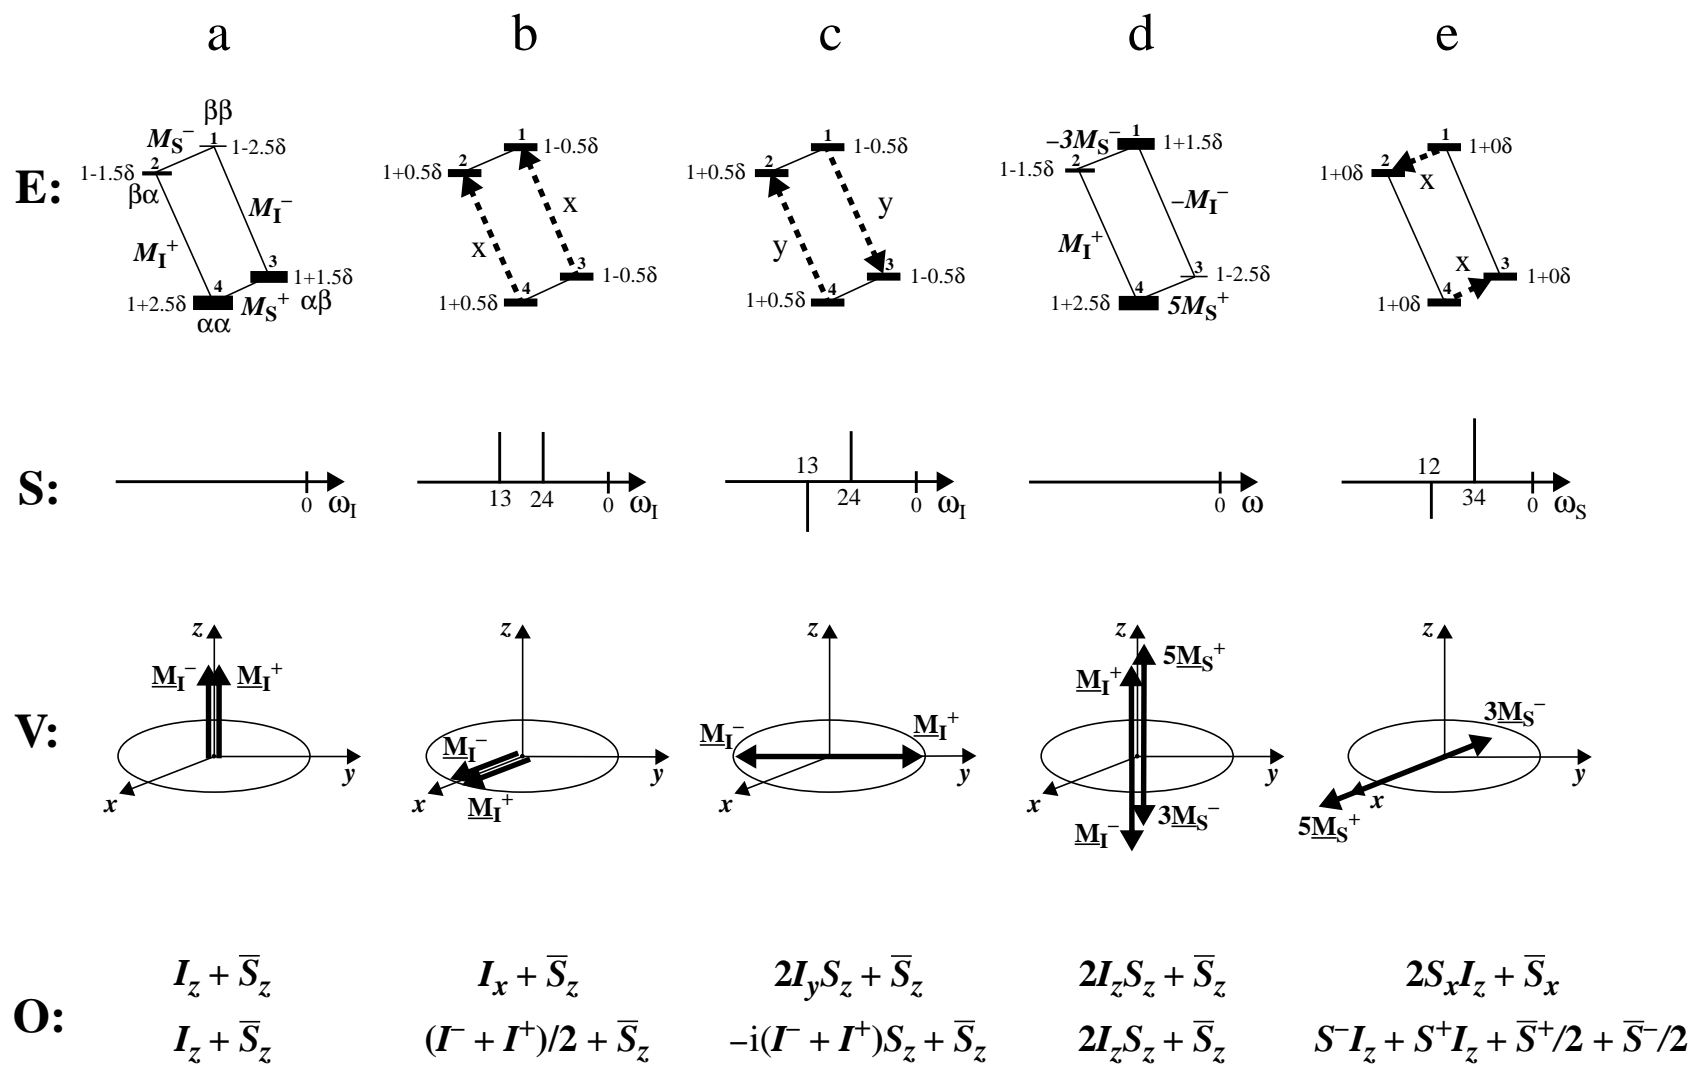 a b c d e
E:
ββ
M_S^− 1 1-2.5δ
1-1.5δ 2
βα
M_I^−
M_I^+
3 1+1.5δ
αβ
1+2.5δ 4 M_S^+
αα
1 1-0.5δ
1+0.5δ 2
x
x
3 1-0.5δ
1+0.5δ 4
1 1-0.5δ
1+0.5δ 2
y
y
3 1-0.5δ
1+0.5δ 4
−3M_S^− 1 1+1.5δ
1-1.5δ 2
−M_I^−
M_I^+
3 1-2.5δ
1+2.5δ 4 5M_S^+
1 1+0δ
1+0δ 2
x
x 3 1+0δ
1+0δ 4
S:
0 ω_I
13 24 0 ω_I
13
24 0 ω_I
0 ω
12
34 0 ω_S
V:
z
M_I^− M_I^+
x y
z
M_I^−
M_I^+
x y
z
M_I^− M_I^+
x y
z
5M_S^+
M_I^+
x y
3M_S^−
M_I^−
z
3M_S^−
x y
5M_S^+
O:
I_z + S̅_z I_x + S̅_z 2I_yS_z + S̅_z 2I_zS_z + S̅_z 2S_xI_z + S̅_x
I_z + S̅_z (I^− + I^+)/2 + S̅_z −i(I^− + I^+)S_z + S̅_z 2I_zS_z + S̅_z S^−I_z + S^+I_z + S̅^+/2 + S̅^−/2